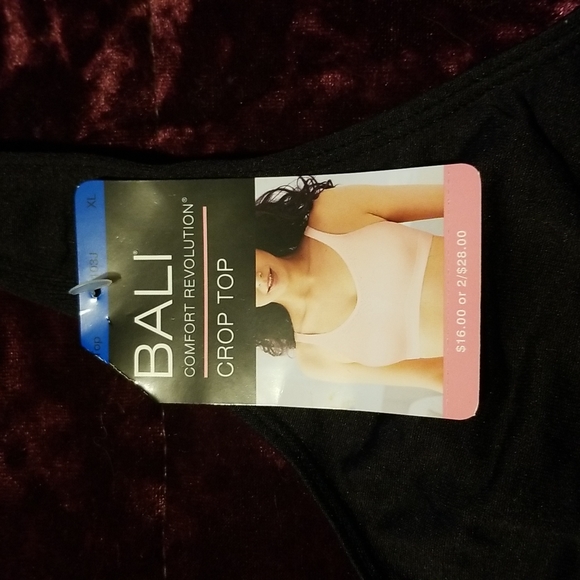 XL
BALI®
COMFORT REVOLUTION®
CROP TOP
$16.00 or 2/$28.00